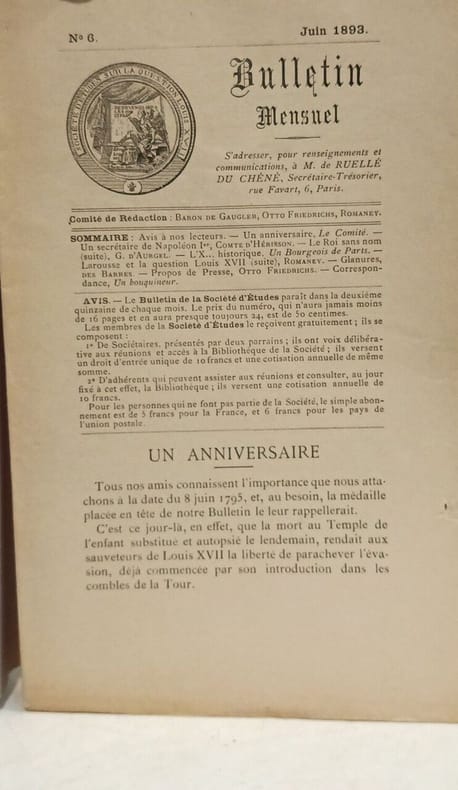 Nº 6.
Juin 1893.
SOCIÉTÉ D'ÉTUDES SUR LA QUESTION LOUIS XVII
Bulletin
Mensuel
S'adresser, pour renseignements et
communications, à M. de RUELLÉ
DU CHÉNÉ, Secrétaire-Trésorier,
rue Favart, 6, Paris.
Comité de Rédaction : BARON DE GAUGLER, OTTO FRIEDRICHS, ROMANEY.
SOMMAIRE : Avis à nos lecteurs. — Un anniversaire, Le Comité. —
Un secrétaire de Napoléon Iᵉʳ, COMTE D'HÉRISSON. — Le Roi sans nom
(suite), G. D'AURGEL. — L'X... historique, Un Bourgeois de Paris. —
Larousse et la question Louis XVII (suite), ROMANEY. — Glanures,
DES BARRES. — Propos de Presse, OTTO FRIEDRICHS. — Correspon-
dance, Un bouquineur.
AVIS. — Le Bulletin de la Société d'Études paraît dans la deuxième
quinzaine de chaque mois. Le prix du numéro, qui n'aura jamais moins
de 16 pages et en aura presque toujours 24, est de 50 centimes.
Les membres de la Société d'Études le reçoivent gratuitement ; ils se
composent :
1º De Sociétaires, présentés par deux parrains ; ils ont voix délibéra-
tive aux réunions et accès à la Bibliothèque de la Société ; ils versent
un droit d'entrée unique de 10 francs et une cotisation annuelle de même
somme.
2º D'adhérents qui peuvent assister aux réunions et consulter, au jour
fixé à cet effet, la Bibliothèque ; ils versent une cotisation annuelle de
10 francs.
Pour les personnes qui ne font pas partie de la Société, le simple abon-
nement est de 5 francs pour la France, et 6 francs pour les pays de
l'union postale.
UN ANNIVERSAIRE
Tous nos amis connaissent l'importance que nous atta-
chons à la date du 8 juin 1795, et, au besoin, la médaille
placée en tête de notre Bulletin le leur rappellerait.
C'est ce jour-là, en effet, que la mort au Temple de
l'enfant substitué et autopsié le lendemain, rendait aux
sauveteurs de Louis XVII la liberté de parachever l'éva-
sion, déjà commencée par son introduction dans les
combles de la Tour.